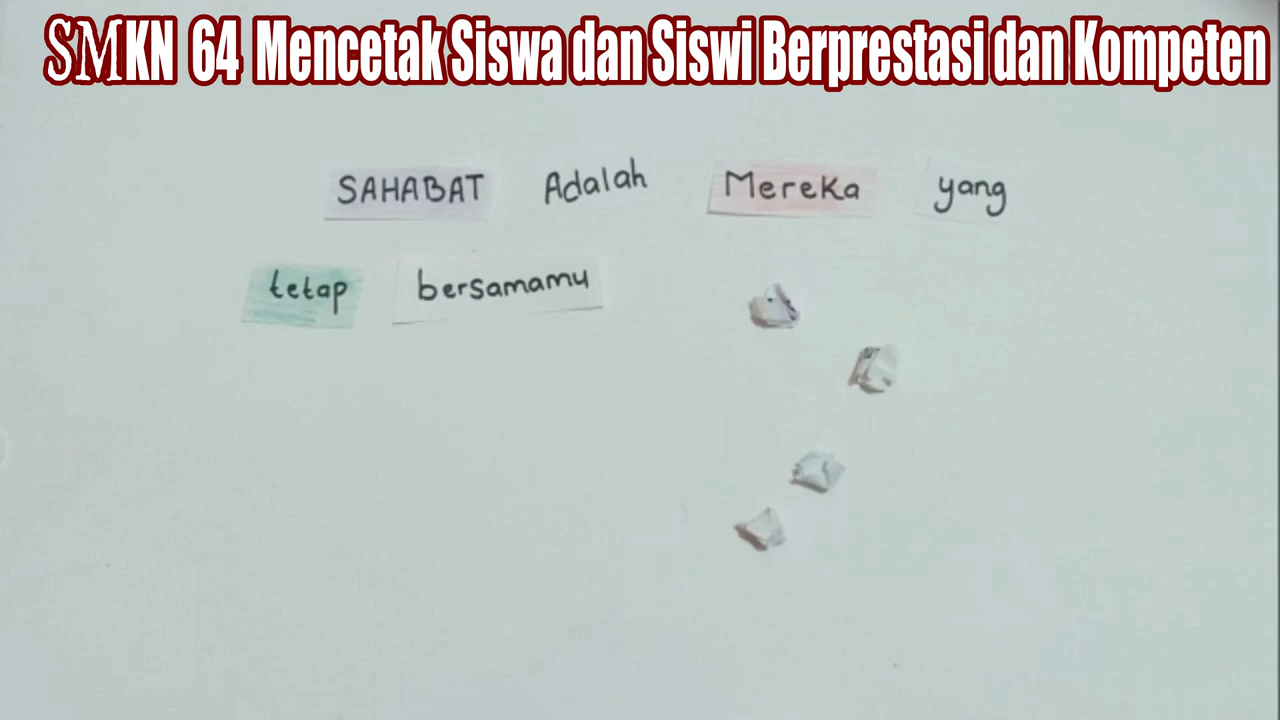 SMKN 64 Mencetak Siswa dan Siswi Berprestasi dan Kompeten
SAHABAT Adalah Mereka yang
tetap bersamamu